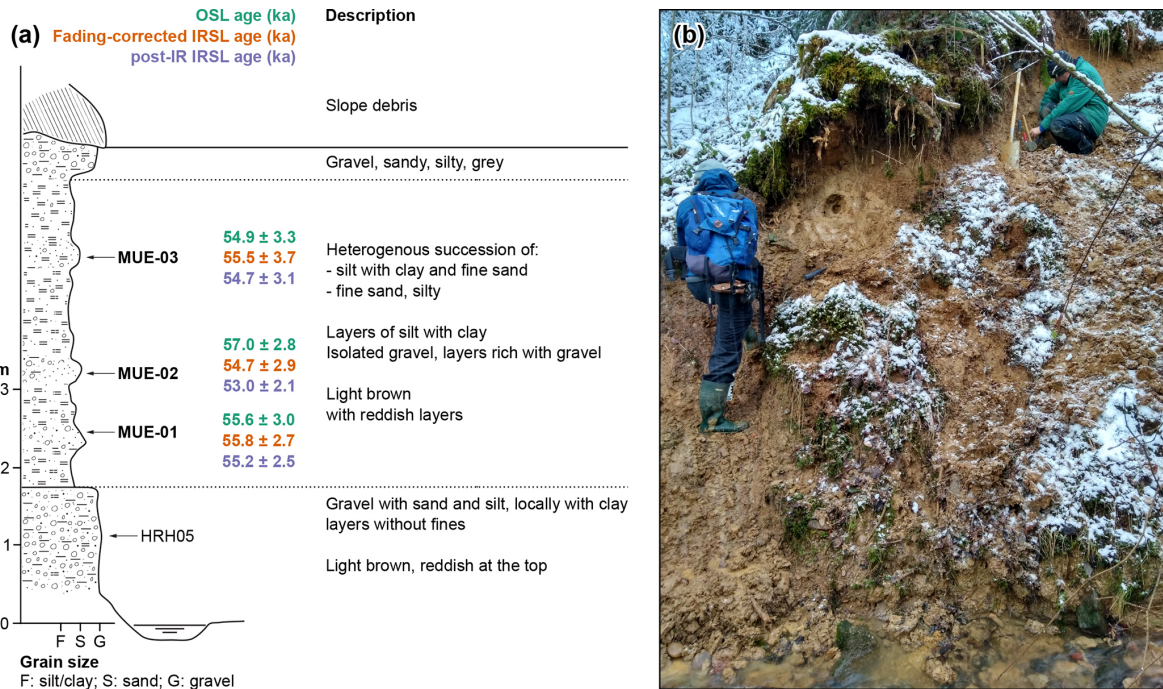 (a)
OSL age (ka)
Fading-corrected IRSL age (ka)
post-IR IRSL age (ka)
Description
Slope debris
Gravel, sandy, silty, grey
MUE-03
54.9 ± 3.3
55.5 ± 3.7
54.7 ± 3.1
Heterogenous succession of:
- silt with clay and fine sand
- fine sand, silty
Layers of silt with clay
Isolated gravel, layers rich with gravel
MUE-02
57.0 ± 2.8
54.7 ± 2.9
53.0 ± 2.1
Light brown
with reddish layers
MUE-01
55.6 ± 3.0
55.8 ± 2.7
55.2 ± 2.5
Gravel with sand and silt, locally with clay
layers without fines
HRH05
Light brown, reddish at the top
m
3
2
1
0
F S G
Grain size
F: silt/clay; S: sand; G: gravel
(b)